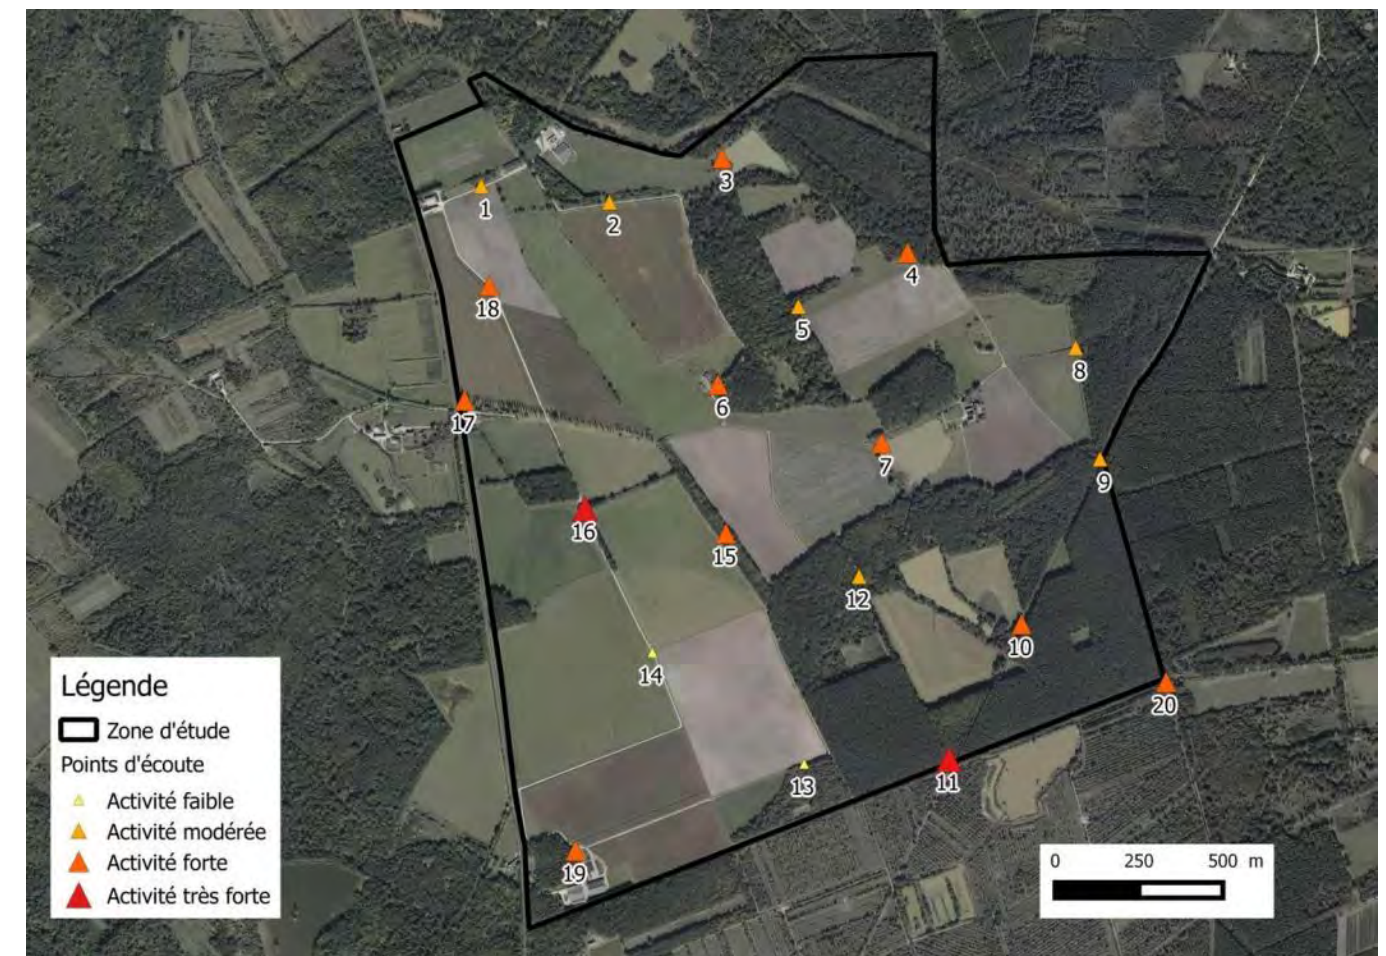 1
2
3
4
5
6
7
8
9
10
11
12
13
14
15
16
17
18
19
20
Légende
Zone d'étude
Points d'écoute
Activité faible
Activité modérée
Activité forte
Activité très forte
0 250 500 m